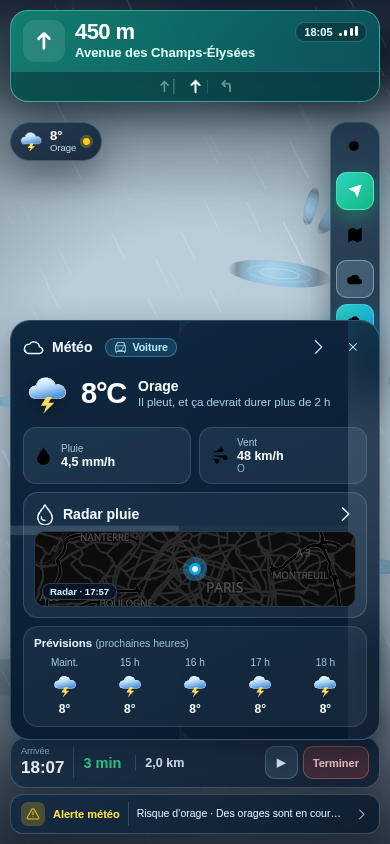 450 m
18:05
Avenue des Champs-Élysées
8°
Orage
Météo
Voiture
8°C
Orage
Il pleut, et ça devrait durer plus de 2 h
Pluie
4,5 mm/h
Vent
48 km/h
O
Radar pluie
NANTERRE
A 3
MONTREUIL
PARIS
Radar · 17:57
BOULOGNE-
Prévisions (prochaines heures)
Maint. 15 h 16 h 17 h 18 h
8° 8° 8° 8° 8°
Arrivée
18:07
3 min
2,0 km
Terminer
Alerte météo
Risque d'orage · Des orages sont en cour…